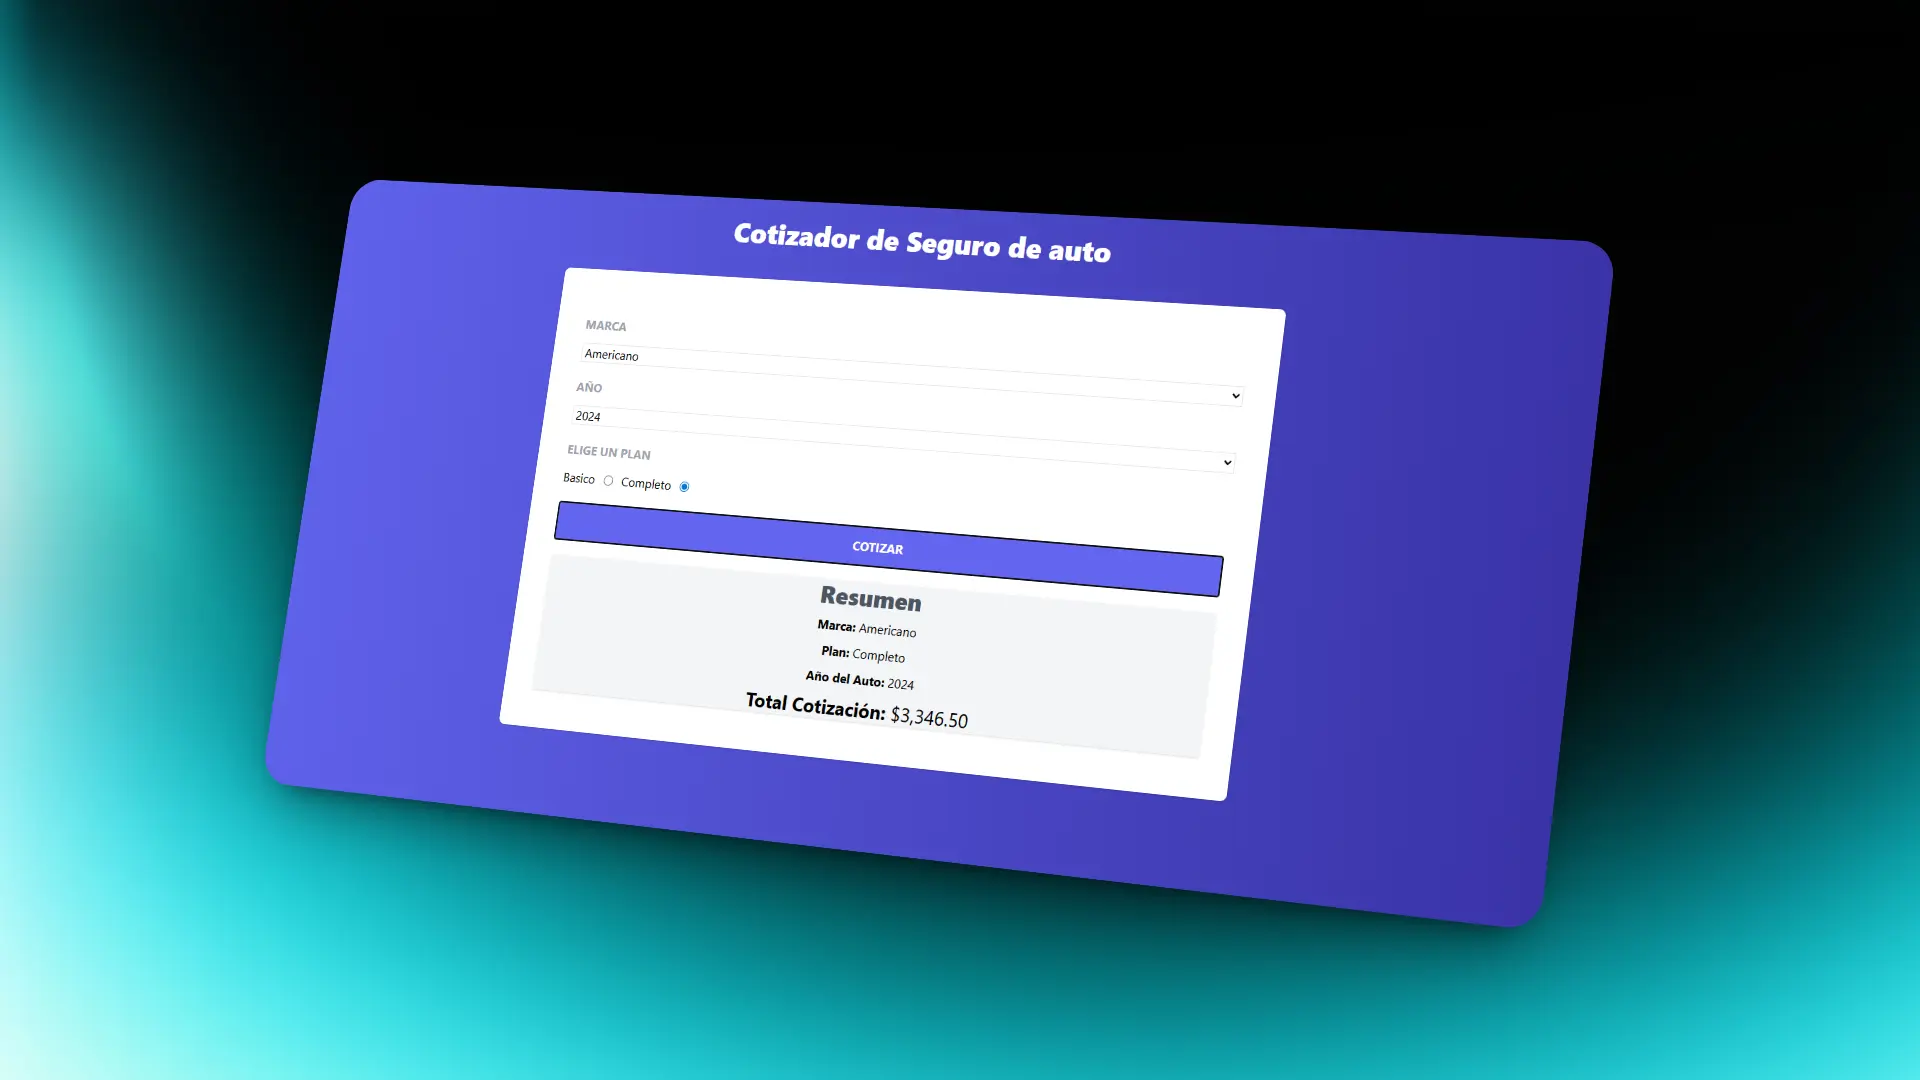 Cotizador de Seguro de auto
MARCA
Americano
AÑO
2024
ELIGE UN PLAN
Basico Completo
COTIZAR
Resumen
Marca: Americano
Plan: Completo
Año del Auto: 2024
Total Cotización: $3,346.50